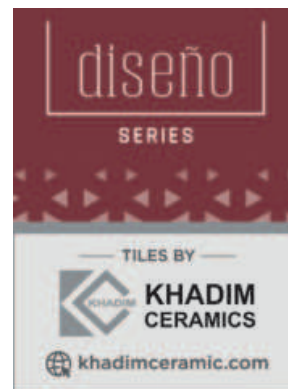 diseño
SERIES
TILES BY
KHADIM
KHADIM
CERAMICS
khadimceramic.com